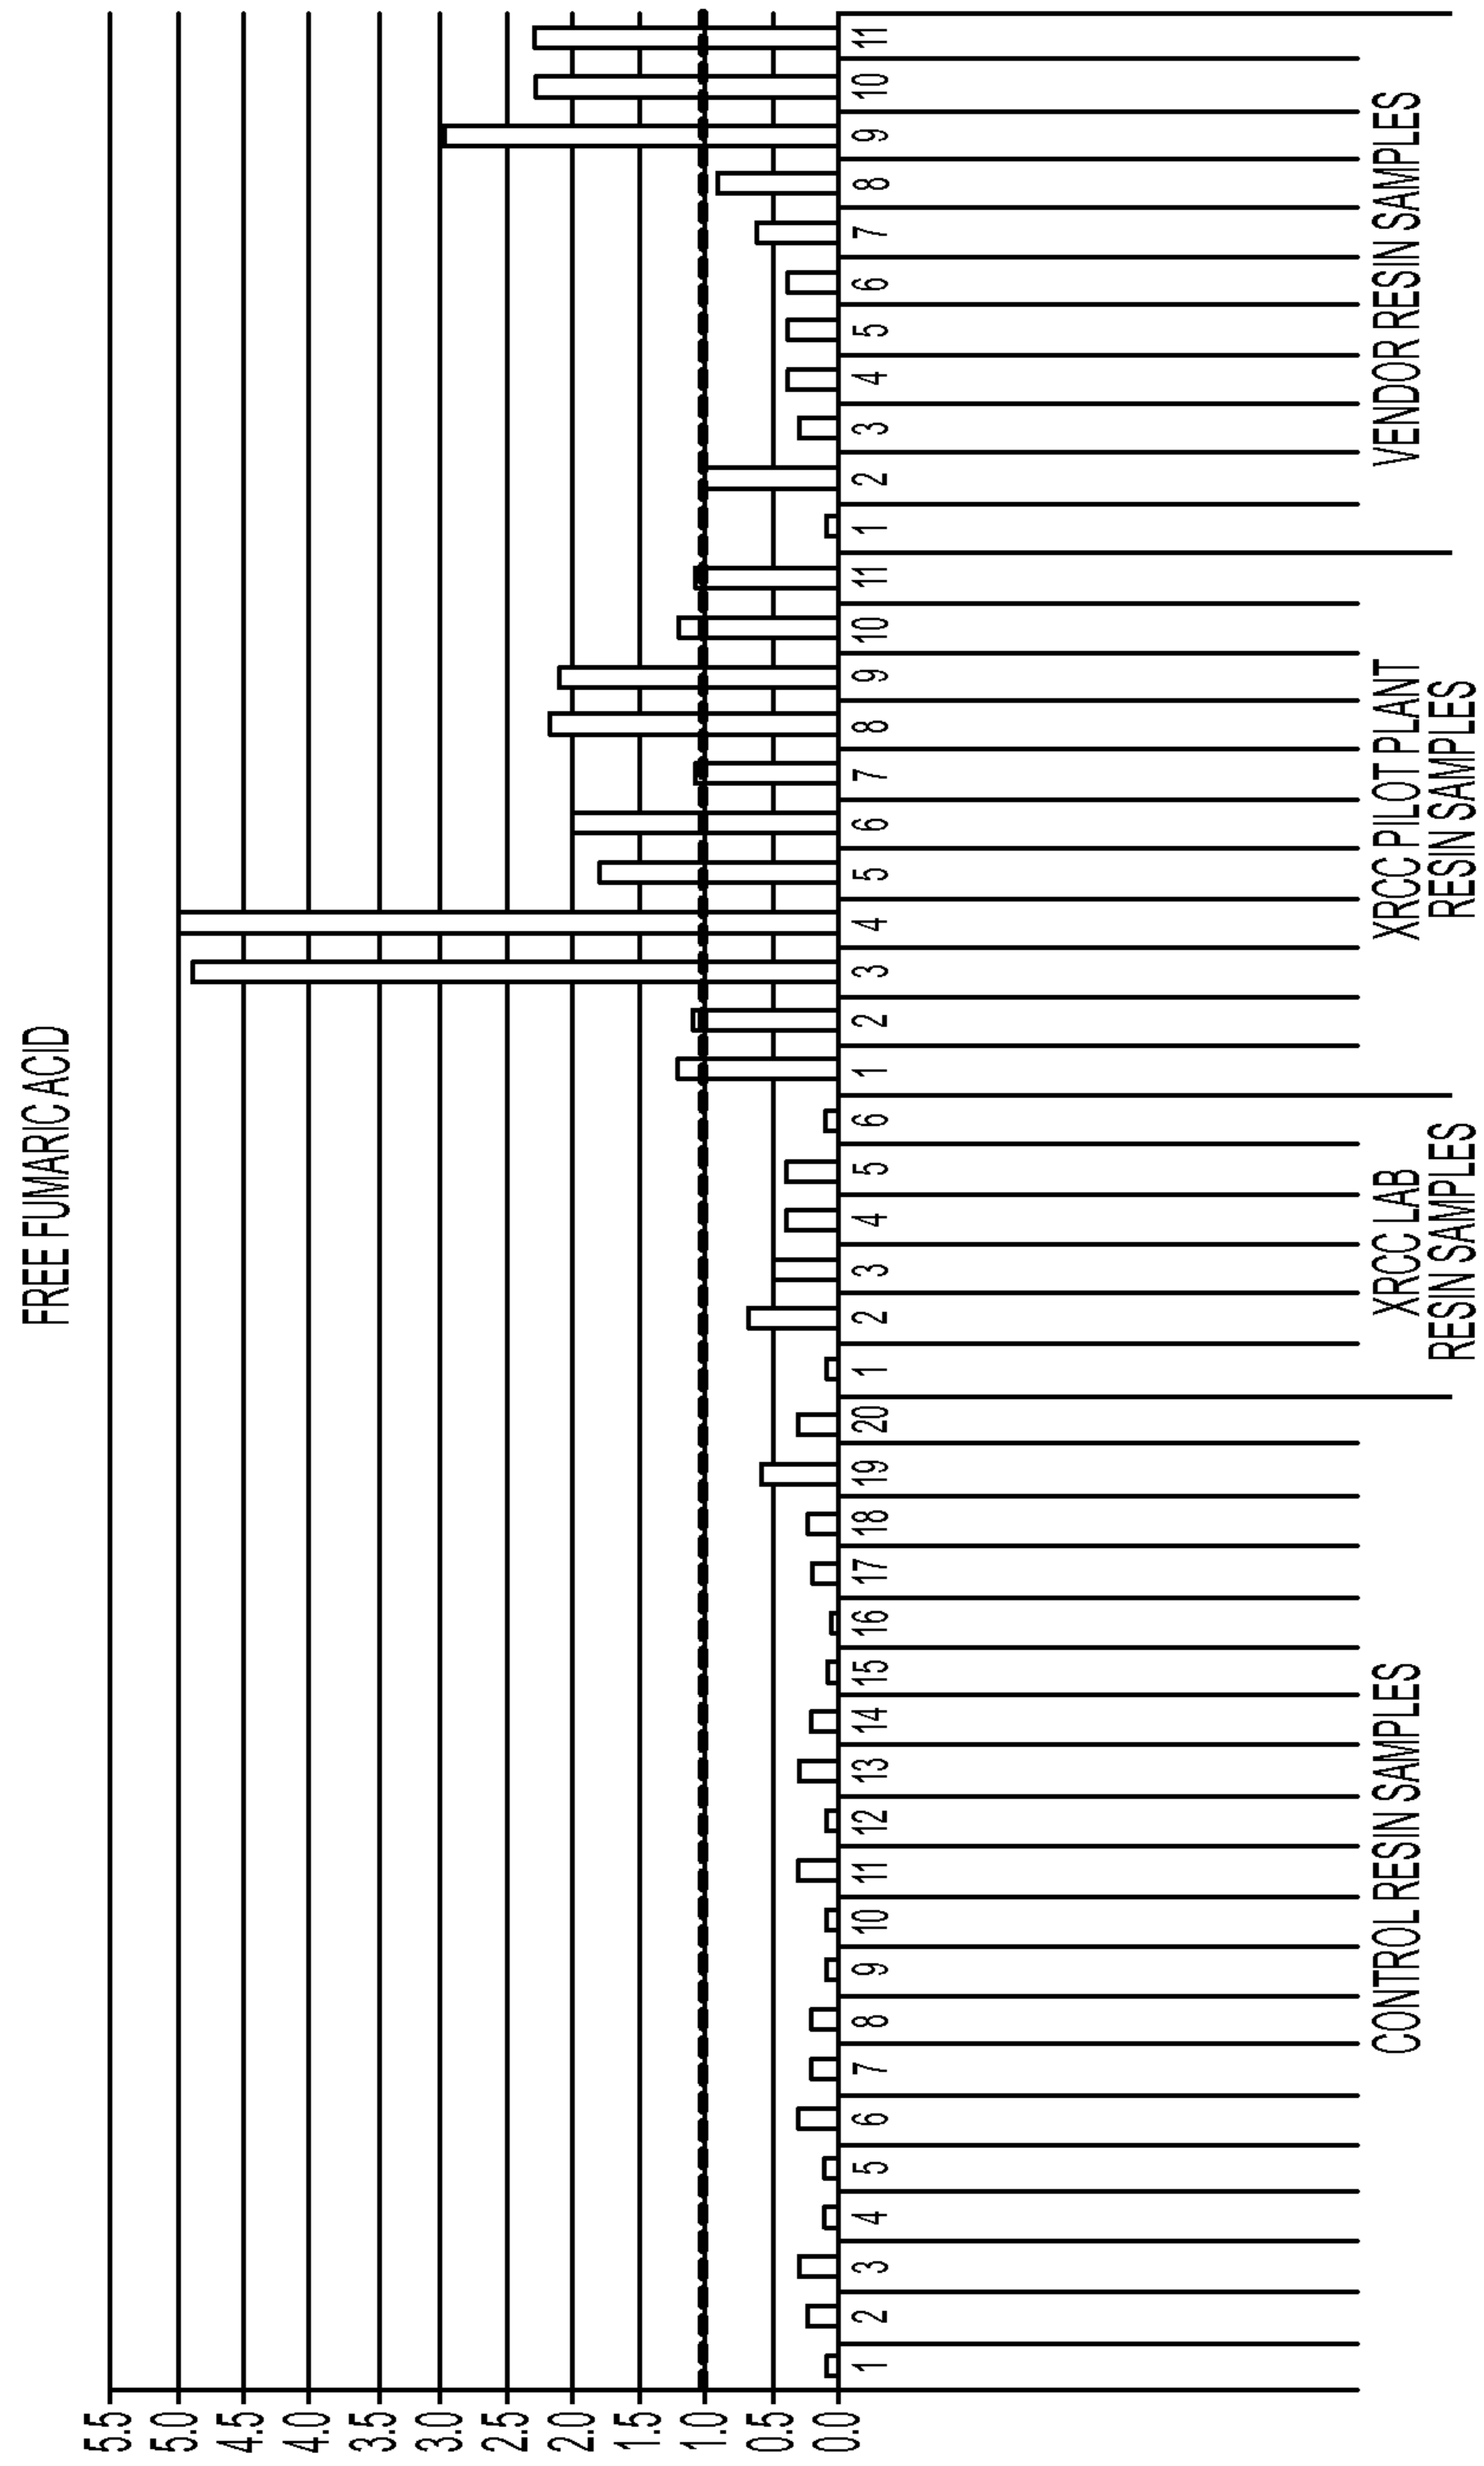 FREE FUMARIC ACID
5.5
5.0
4.5
4.0
3.5
3.0
2.5
2.0
1.5
1.0
0.5
0.0
1 2 3 4 5 6 7 8 9 10 11 12 13 14 15 16 17 18 19 20 1 2 3 4 5 6 1 2 3 4 5 6 7 8 9 10 11 1 2 3 4 5 6 7 8 9 10 11
CONTROL RESIN SAMPLES
XRCC LAB
RESIN SAMPLES
XRCC PILOT PLANT
RESIN SAMPLES
VENDOR RESIN SAMPLES